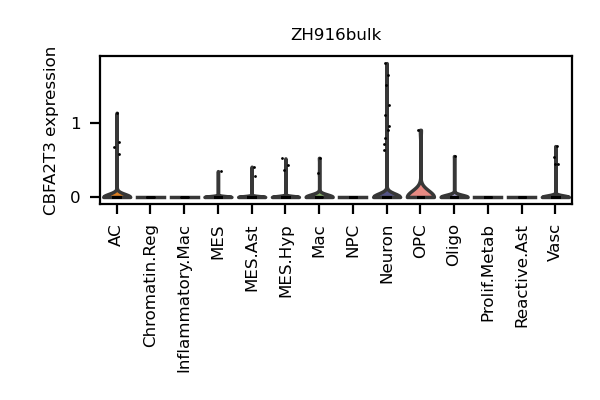 ZH916bulk
CBFA2T3 expression
1
0
AC
Chromatin.Reg
Inflammatory.Mac
MES
MES.Ast
MES.Hyp
Mac
NPC
Neuron
OPC
Oligo
Prolif.Metab
Reactive.Ast
Vasc